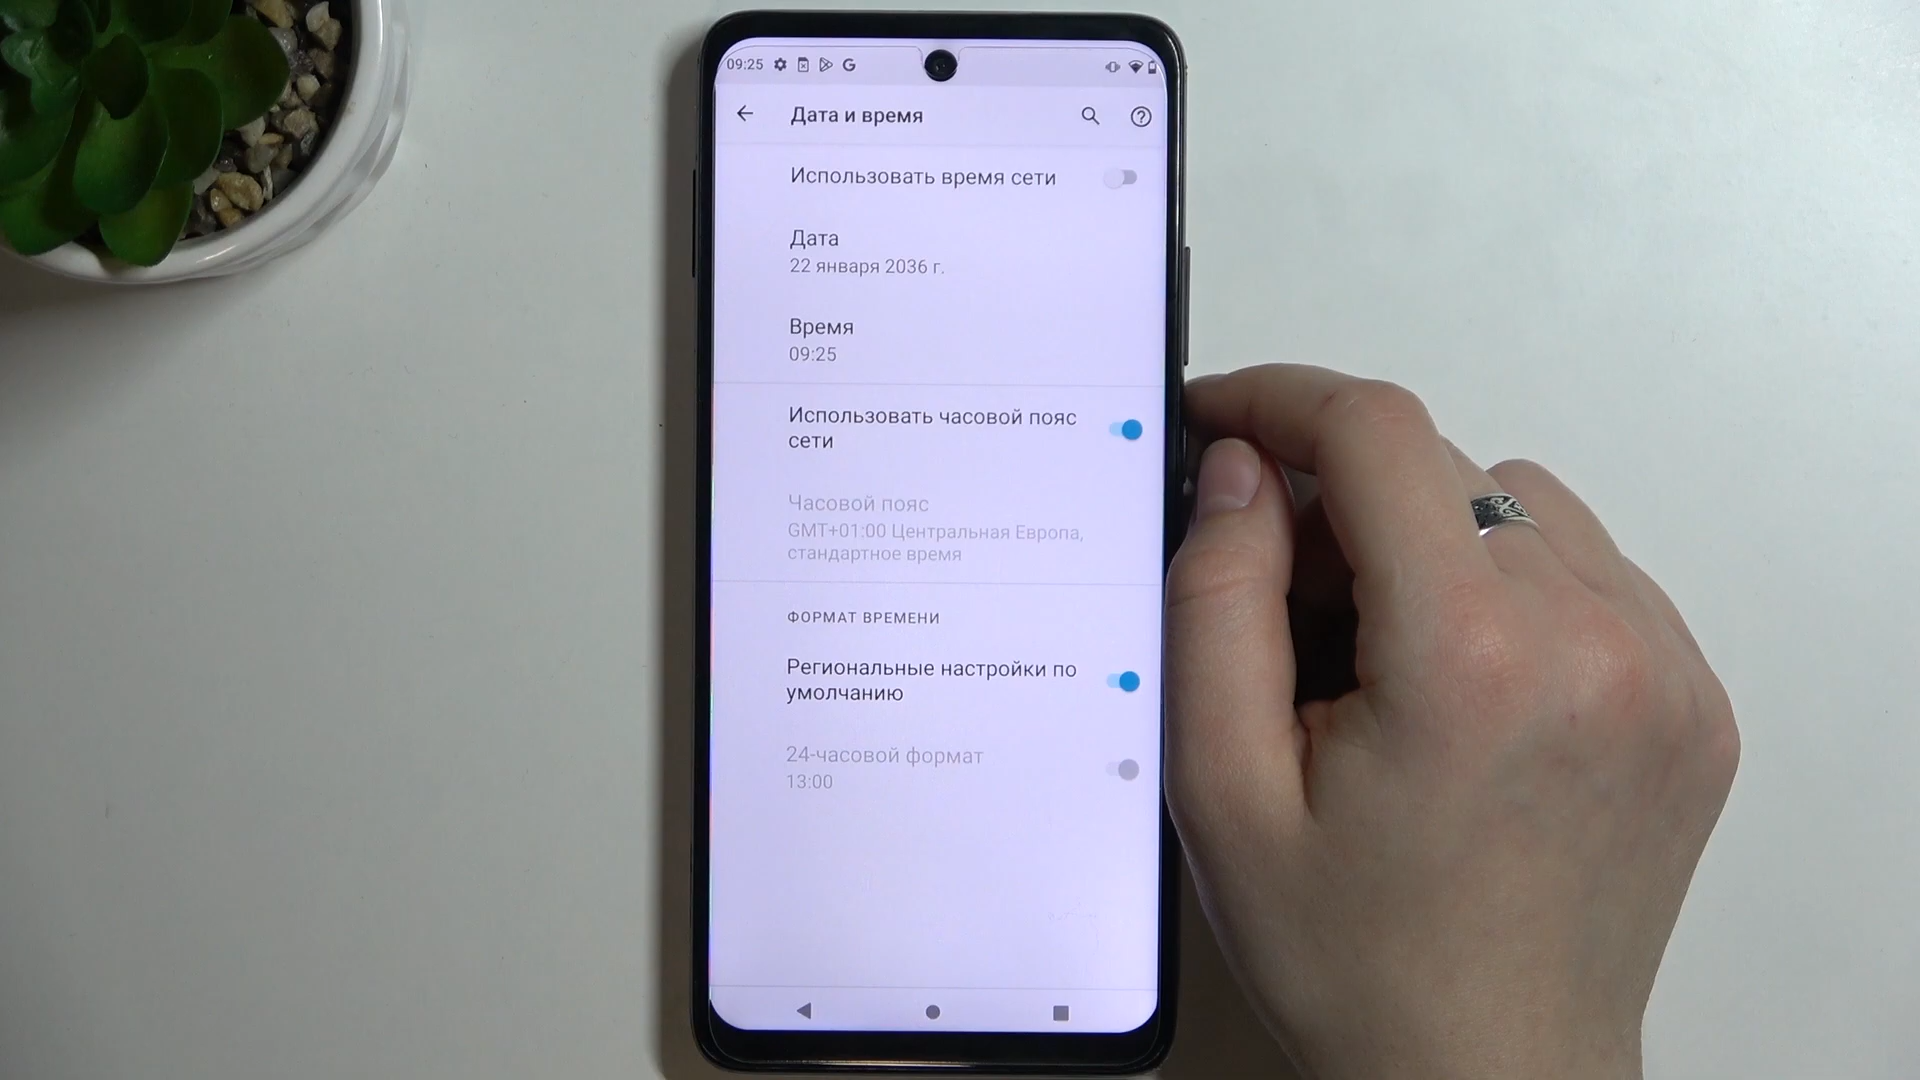 09:25
Дата и время
Использовать время сети
Дата
22 января 2036 г.
Время
09:25
Использовать часовой пояс
сети
Часовой пояс
GMT+01:00 Центральная Европа,
стандартное время
ФОРМАТ ВРЕМЕНИ
Региональные настройки по
умолчанию
24-часовой формат
13:00